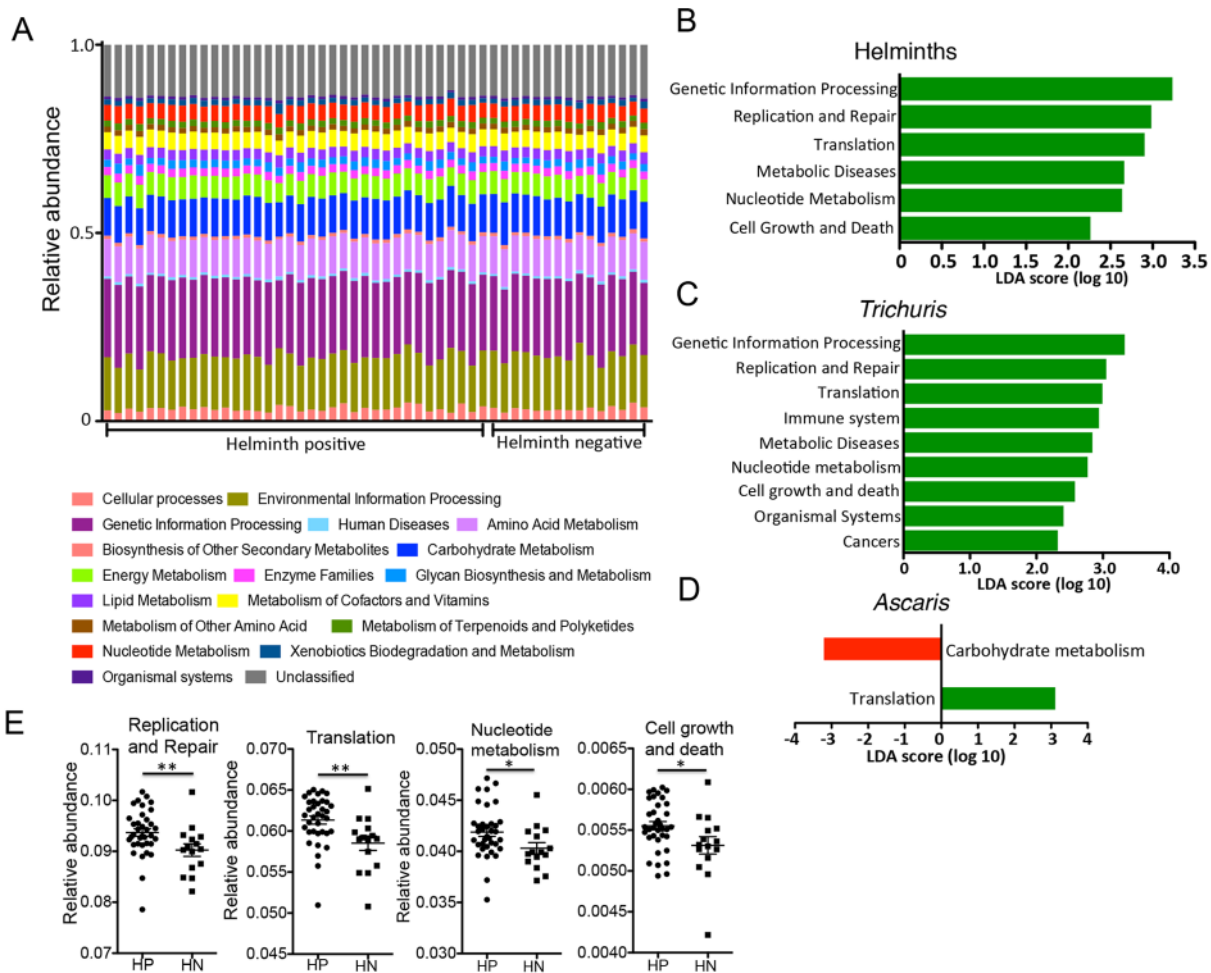 A
1.0
Relative abundance
0.5
0
Helminth positive
Helminth negative
Cellular processes
Environmental Information Processing
Genetic Information Processing
Human Diseases
Amino Acid Metabolism
Biosynthesis of Other Secondary Metabolites
Carbohydrate Metabolism
Energy Metabolism
Enzyme Families
Glycan Biosynthesis and Metabolism
Lipid Metabolism
Metabolism of Cofactors and Vitamins
Metabolism of Other Amino Acid
Metabolism of Terpenoids and Polyketides
Nucleotide Metabolism
Xenobiotics Biodegradation and Metabolism
Organismal systems
Unclassified
B
Helminths
Genetic Information Processing
Replication and Repair
Translation
Metabolic Diseases
Nucleotide Metabolism
Cell Growth and Death
0 0.5 1.0 1.5 2.0 2.5 3.0 3.5
LDA score (log 10)
C
Trichuris
Genetic Information Processing
Replication and Repair
Translation
Immune system
Metabolic Diseases
Nucleotide metabolism
Cell growth and death
Organismal Systems
Cancers
0 1.0 2.0 3.0 4.0
LDA score (log 10)
D
Ascaris
Carbohydrate metabolism
Translation
-4 -3 -2 -1 0 1 2 3 4
LDA score (log 10)
E
Replication
and Repair
**
Relative abundance
0.11
0.10
0.09
0.08
0.07
HP HN
Translation
**
Relative abundance
0.070
0.065
0.060
0.055
0.050
0.045
HP HN
Nucleotide
metabolism
*
Relative abundance
0.050
0.045
0.040
0.035
0.030
HP HN
Cell growth
and death
*
Relative abundance
0.0065
0.0060
0.0055
0.0050
0.0045
0.0040
HP HN